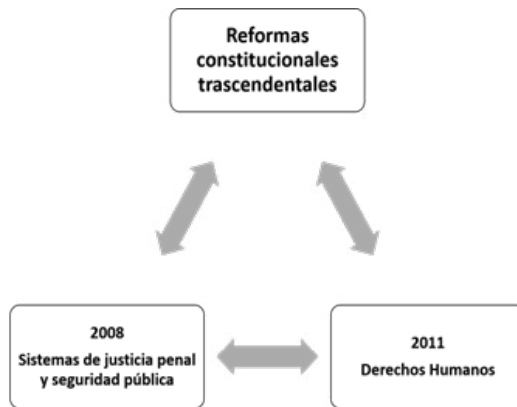 Reformas
constitucionales
trascendentales
2008
Sistemas de justicia penal
y seguridad pública
2011
Derechos Humanos